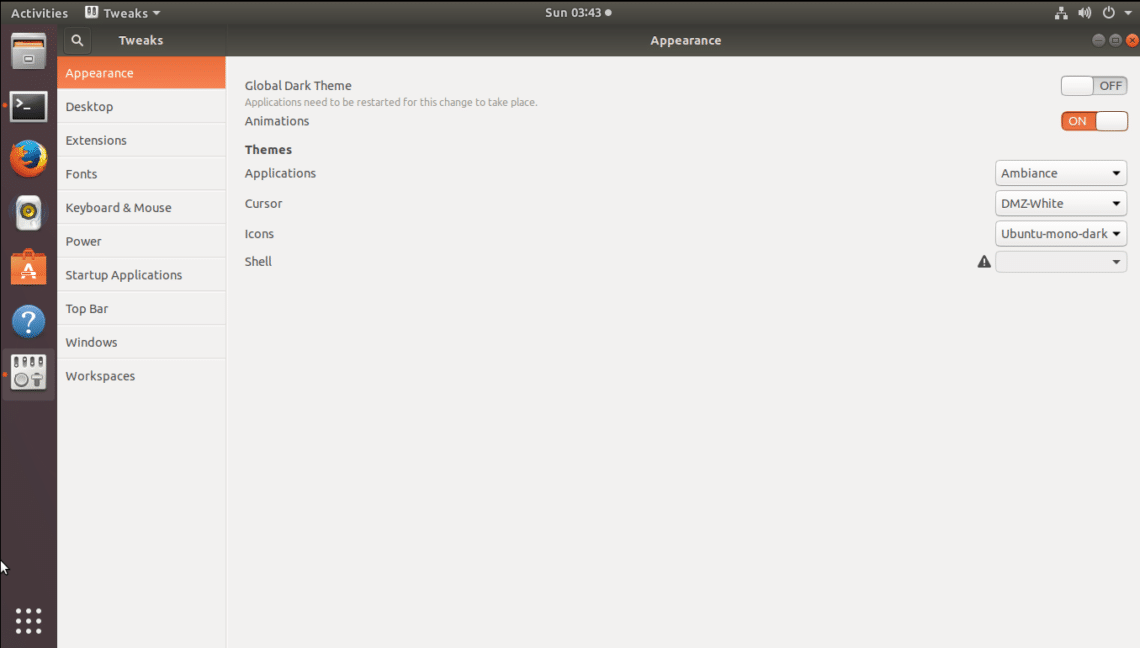 Activities Tweaks Sun 03:43
Tweaks Appearance
Appearance
Desktop
Extensions
Fonts
Keyboard & Mouse
Power
Startup Applications
Top Bar
Windows
Workspaces
Global Dark Theme OFF
Applications need to be restarted for this change to take place.
Animations ON
Themes
Applications Ambiance
Cursor DMZ-White
Icons Ubuntu-mono-dark
Shell